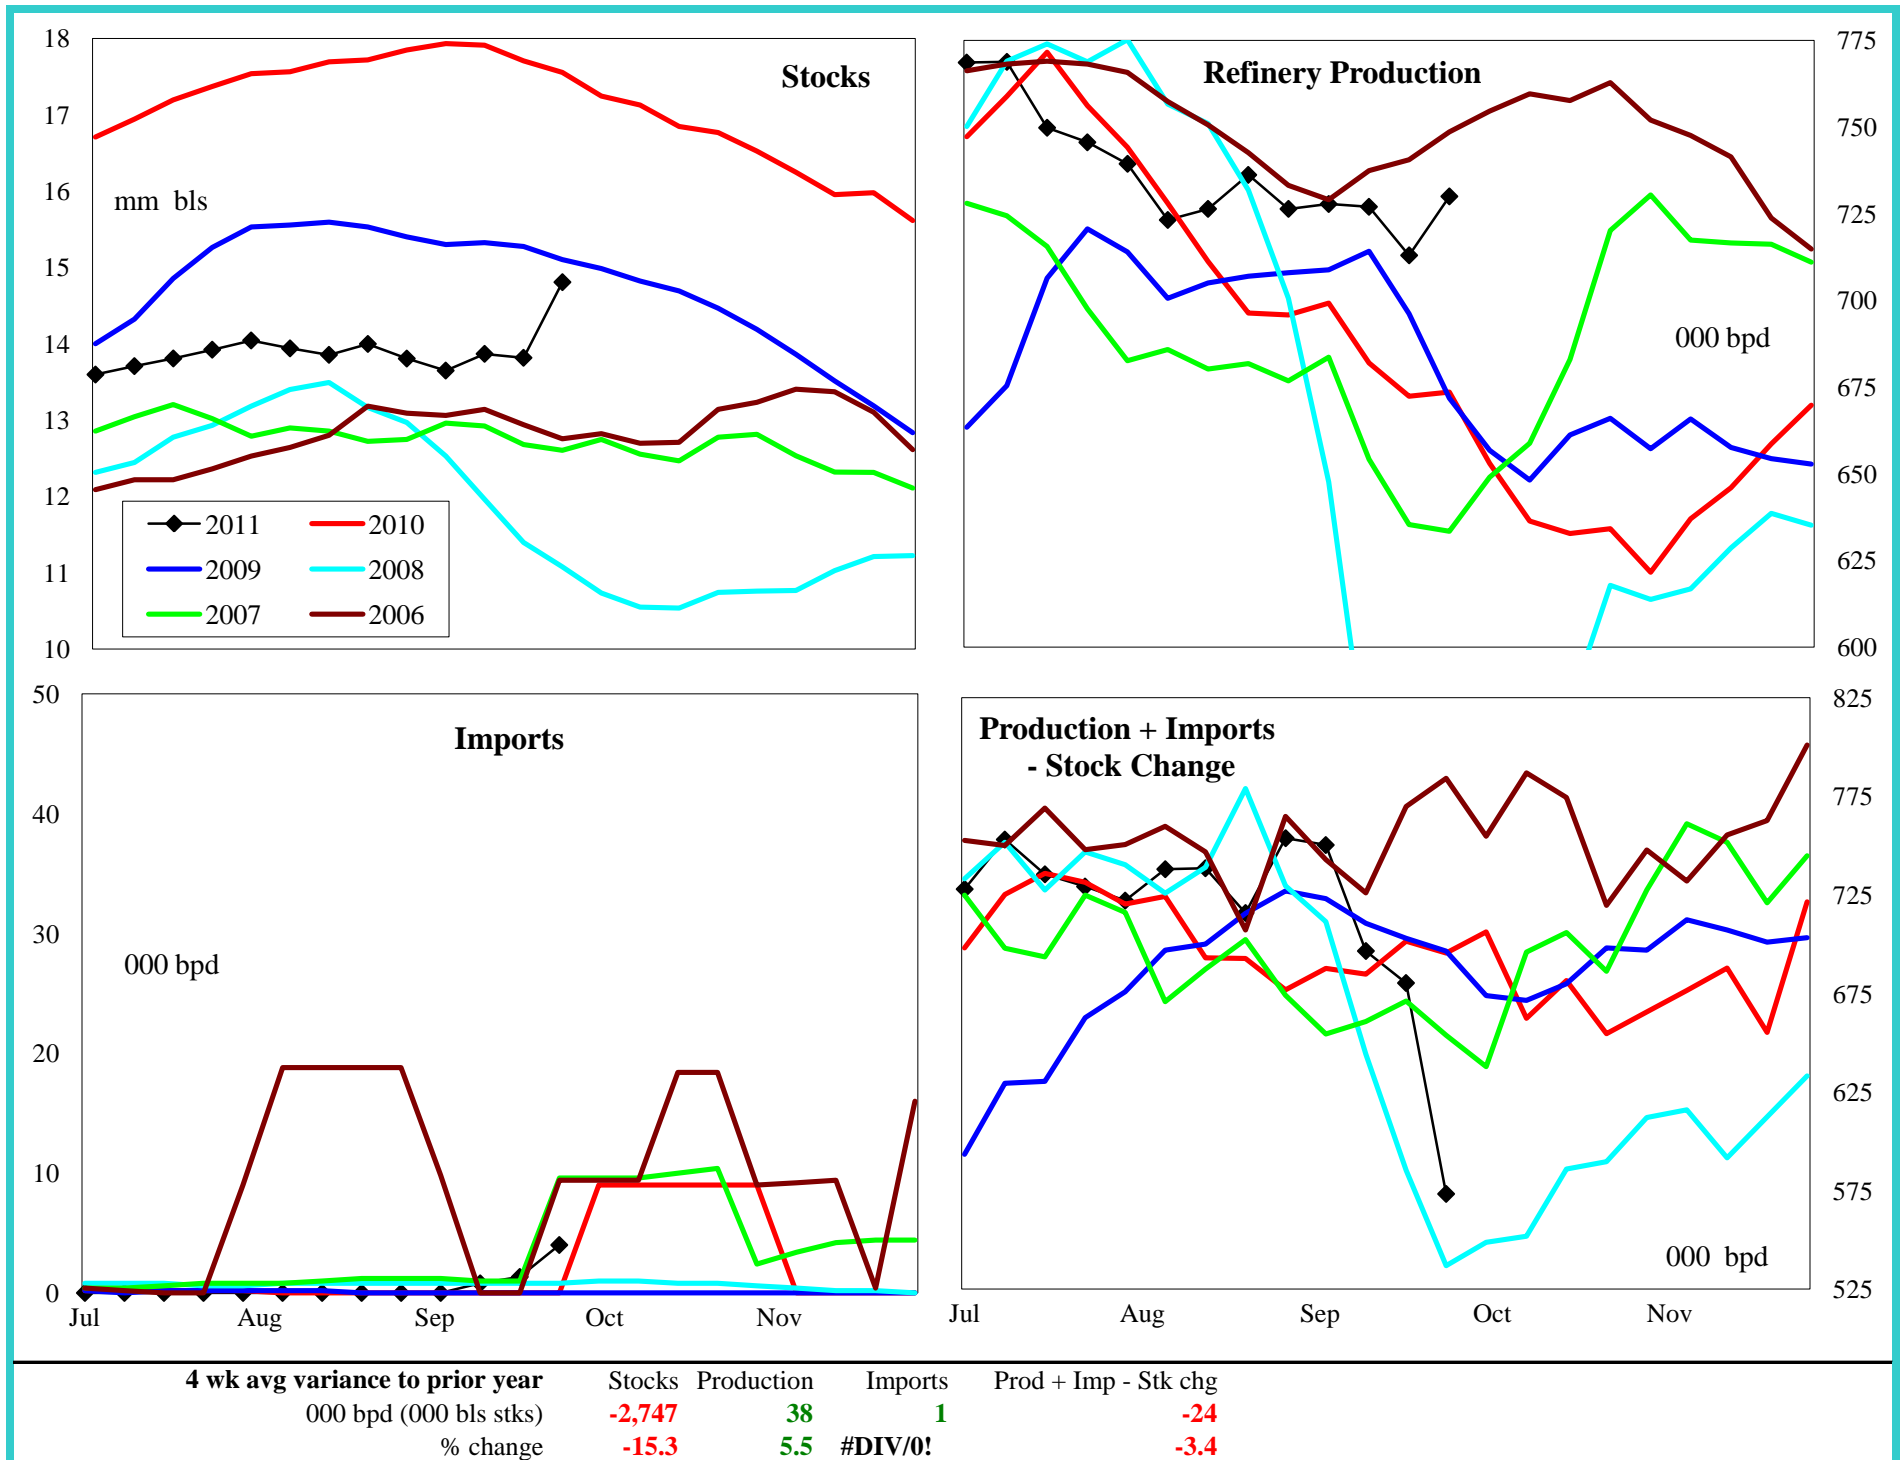 Stocks
18
17
16
15
14
13
12
11
10
mm bls
2011 2010
2009 2008
2007 2006
Refinery Production
775
750
725
700
675
650
625
600
000 bpd
Imports
50
40
30
20
10
0
000 bpd
Jul Aug Sep Oct Nov
Production + Imports
- Stock Change
825
775
725
675
625
575
525
000 bpd
Jul Aug Sep Oct Nov
4 wk avg variance to prior year Stocks Production Imports Prod + Imp - Stk chg
000 bpd (000 bls stks) -2,747 38 1 -24
% change -15.3 5.5 #DIV/0! -3.4